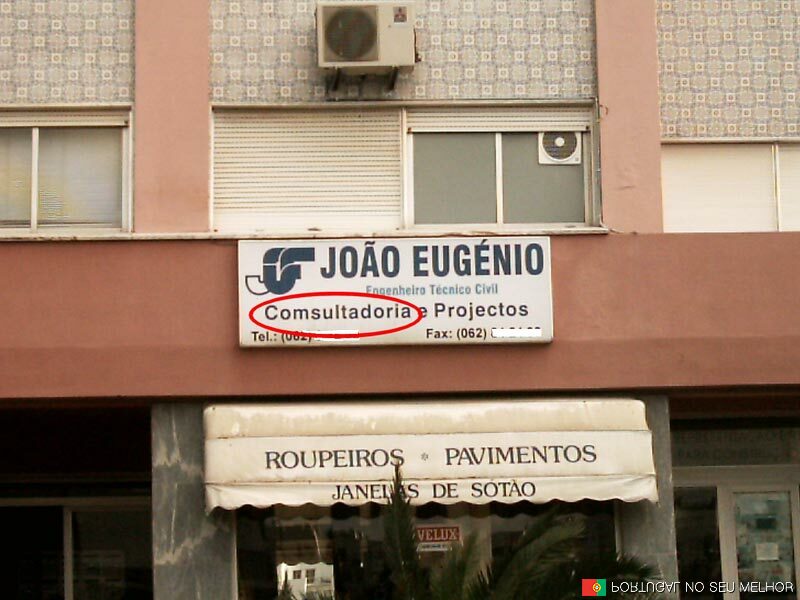 JOÃO EUGÉNIO
Engenheiro Técnico Civil
Comsultadoria e Projectos
Tel.: (062)
Fax: (062)
ROUPEIROS * PAVIMENTOS
JANELAS DE SÓTÃO
VELUX
PORTUGAL NO SEU MELHOR